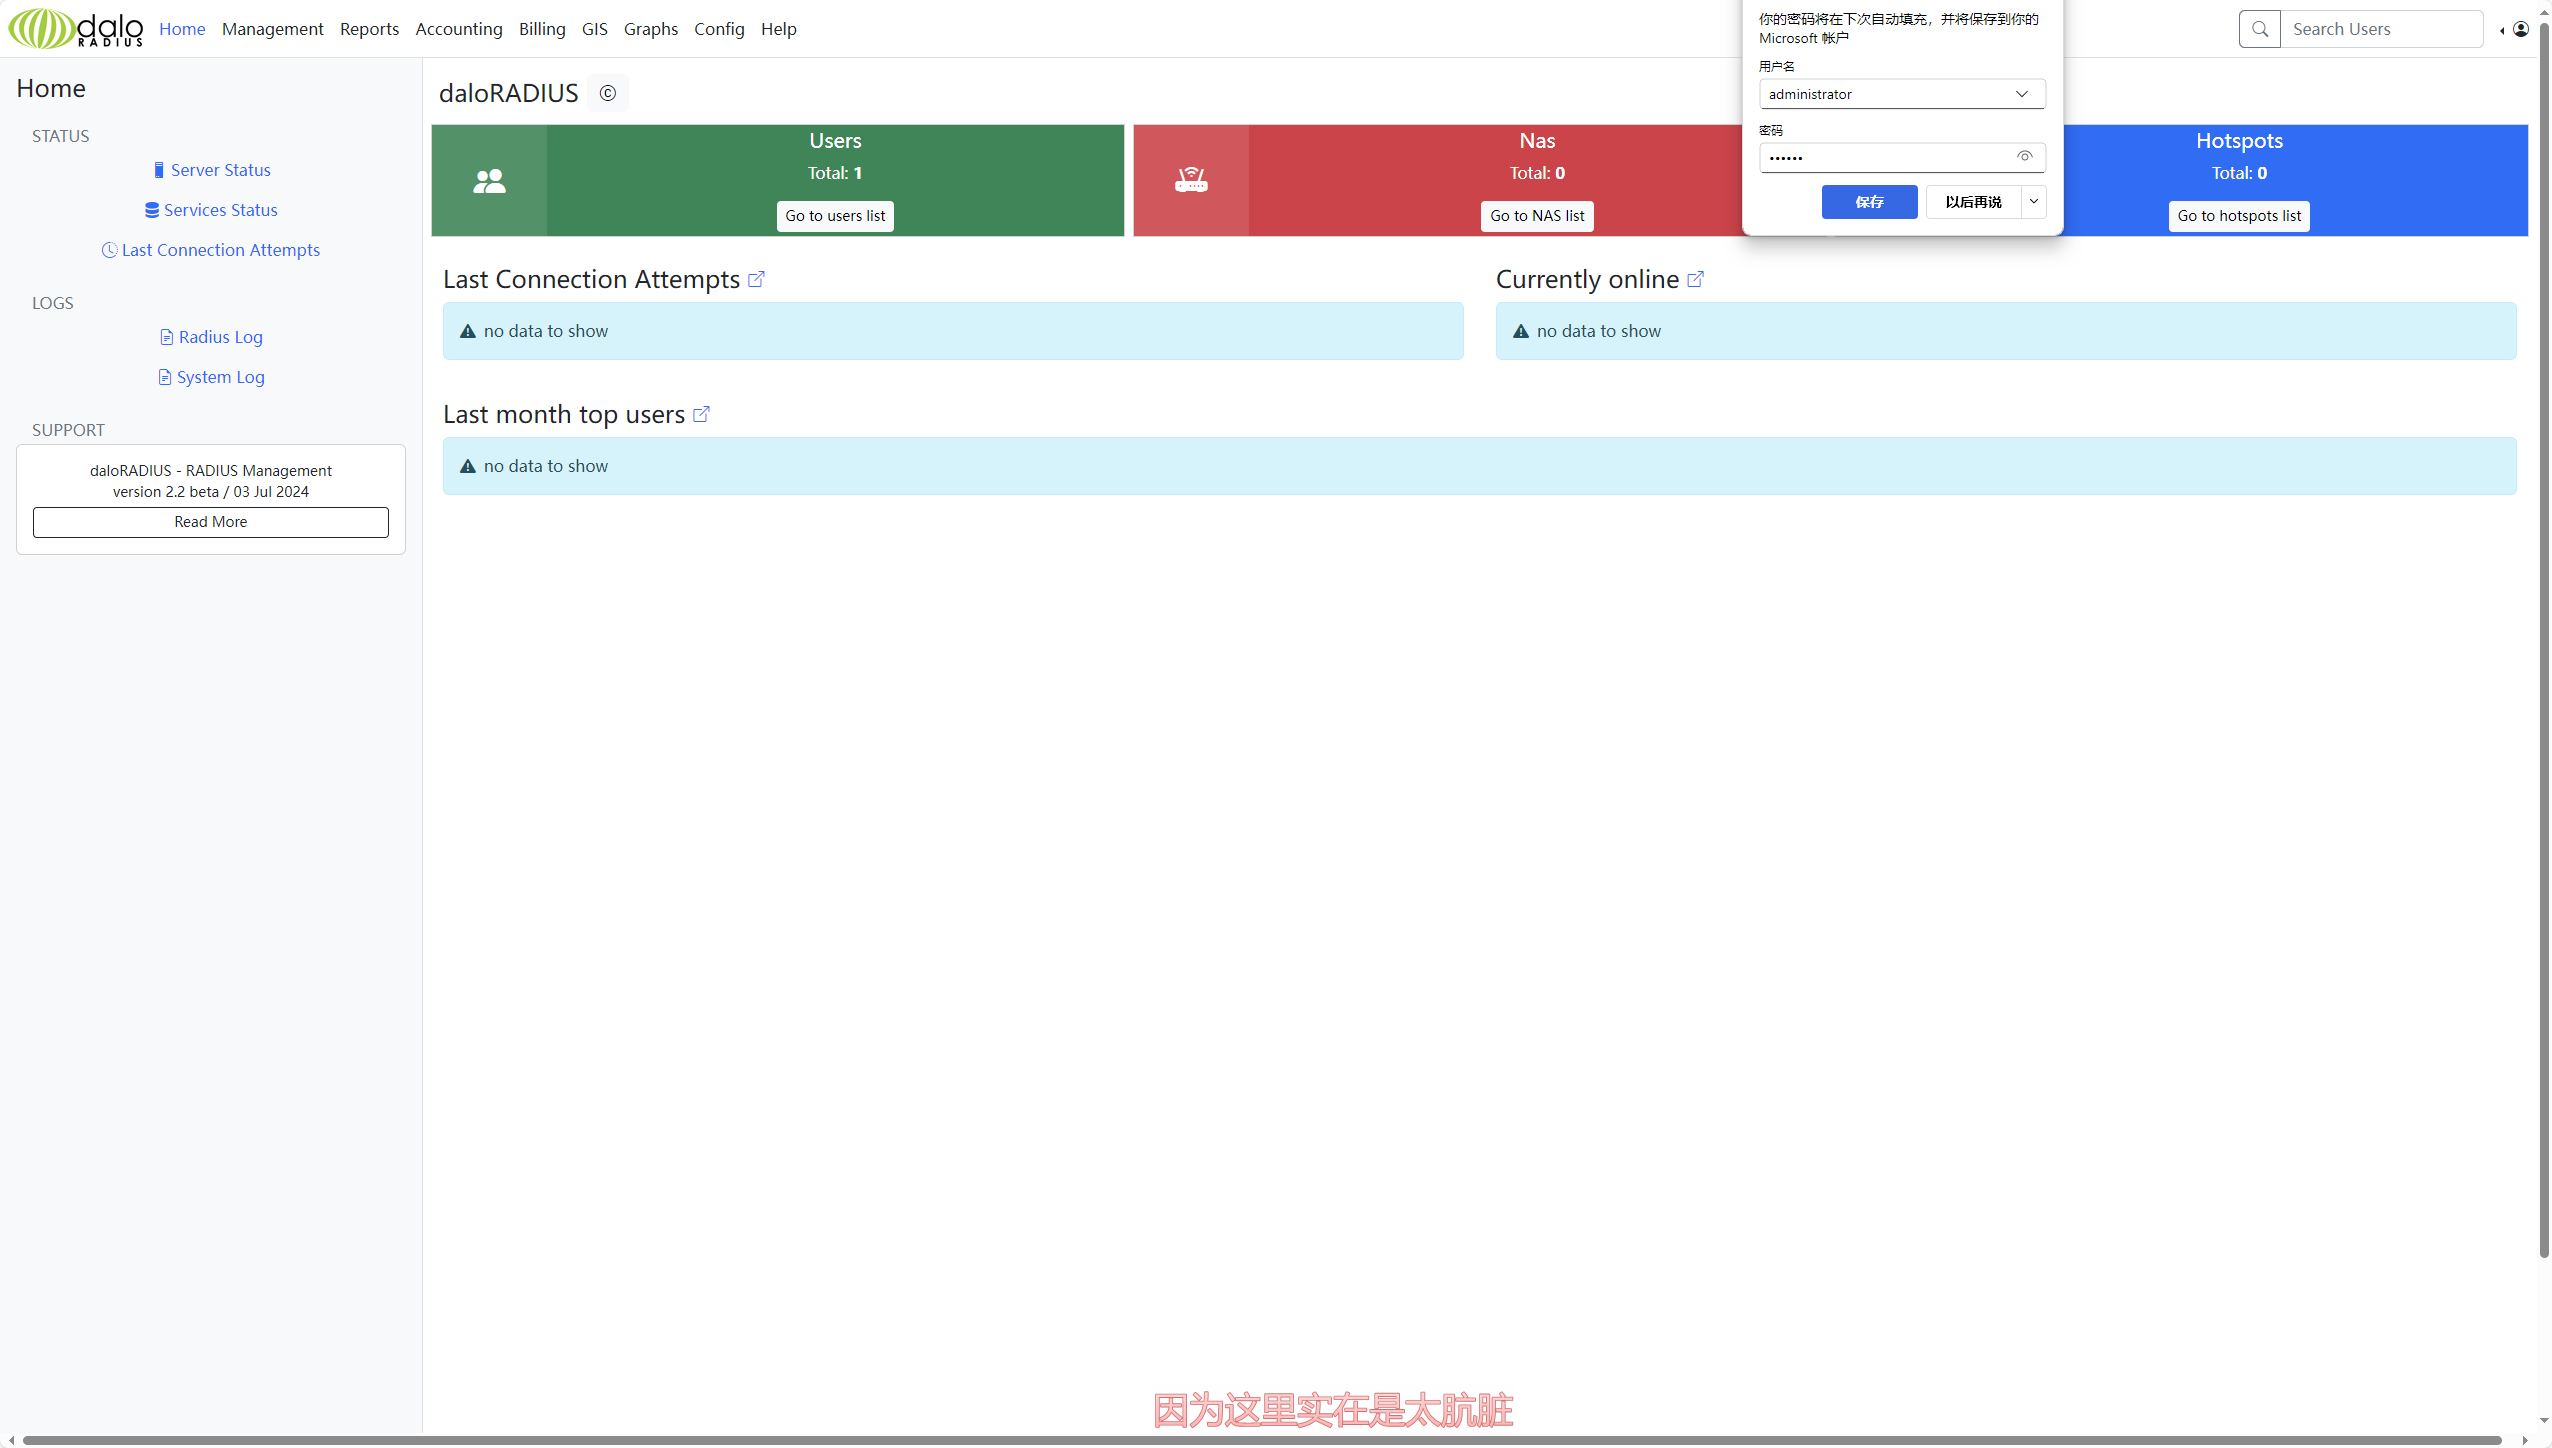 dalo
RADIUS
Home Management Reports Accounting Billing GIS Graphs Config Help
Search Users
Home
STATUS
Server Status
Services Status
Last Connection Attempts
LOGS
Radius Log
System Log
SUPPORT
daloRADIUS - RADIUS Management
version 2.2 beta / 03 Jul 2024
Read More
daloRADIUS ©
Users
Total: 1
Go to users list
Nas
Total: 0
Go to NAS list
Hotspots
Total: 0
Go to hotspots list
你的密码将在下次自动填充，并将保存到你的
Microsoft 帐户
用户名
administrator
密码
••••••
保存
以后再说
Last Connection Attempts
no data to show
Currently online
no data to show
Last month top users
no data to show
因为这里实在是太肮脏